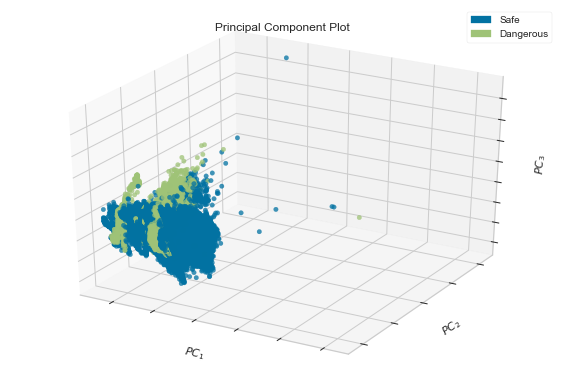 Principal Component Plot
Safe
Dangerous
PC3
PC2
PC1